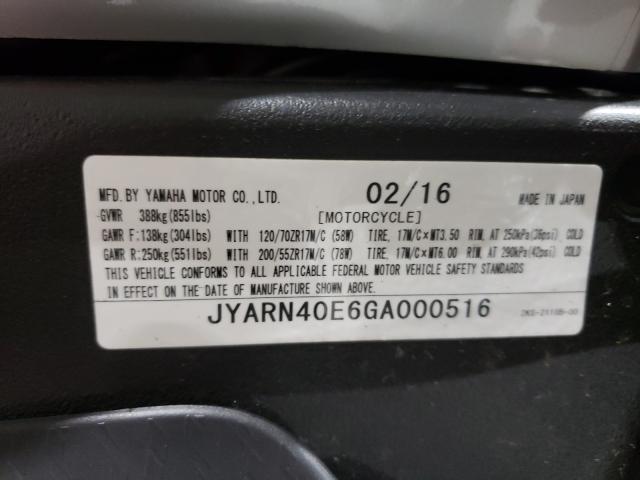 MFD.BY YAMAHA MOTOR CO.,LTD. 02/16 MADE IN JAPAN
GVWR 388kg(855lbs) [MOTORCYCLE]
GAWR F:138kg(304lbs) WITH 120/70ZR17M/C (58W) TIRE, 17M/C×MT3.50 RIM, AT 250kPa(36psi) COLD
GAWR R:250kg(551lbs) WITH 200/55ZR17M/C (78W) TIRE, 17M/C×MT6.00 RIM, AT 290kPa(42psi) COLD
THIS VEHICLE CONFORMS TO ALL APPLICABLE FEDERAL MOTOR VEHICLE SAFETY STANDARDS
IN EFFECT ON THE DATE OF MANUFACTURE SHOWN ABOVE.
JYARN40E6GA000516 2KS-2118B-00